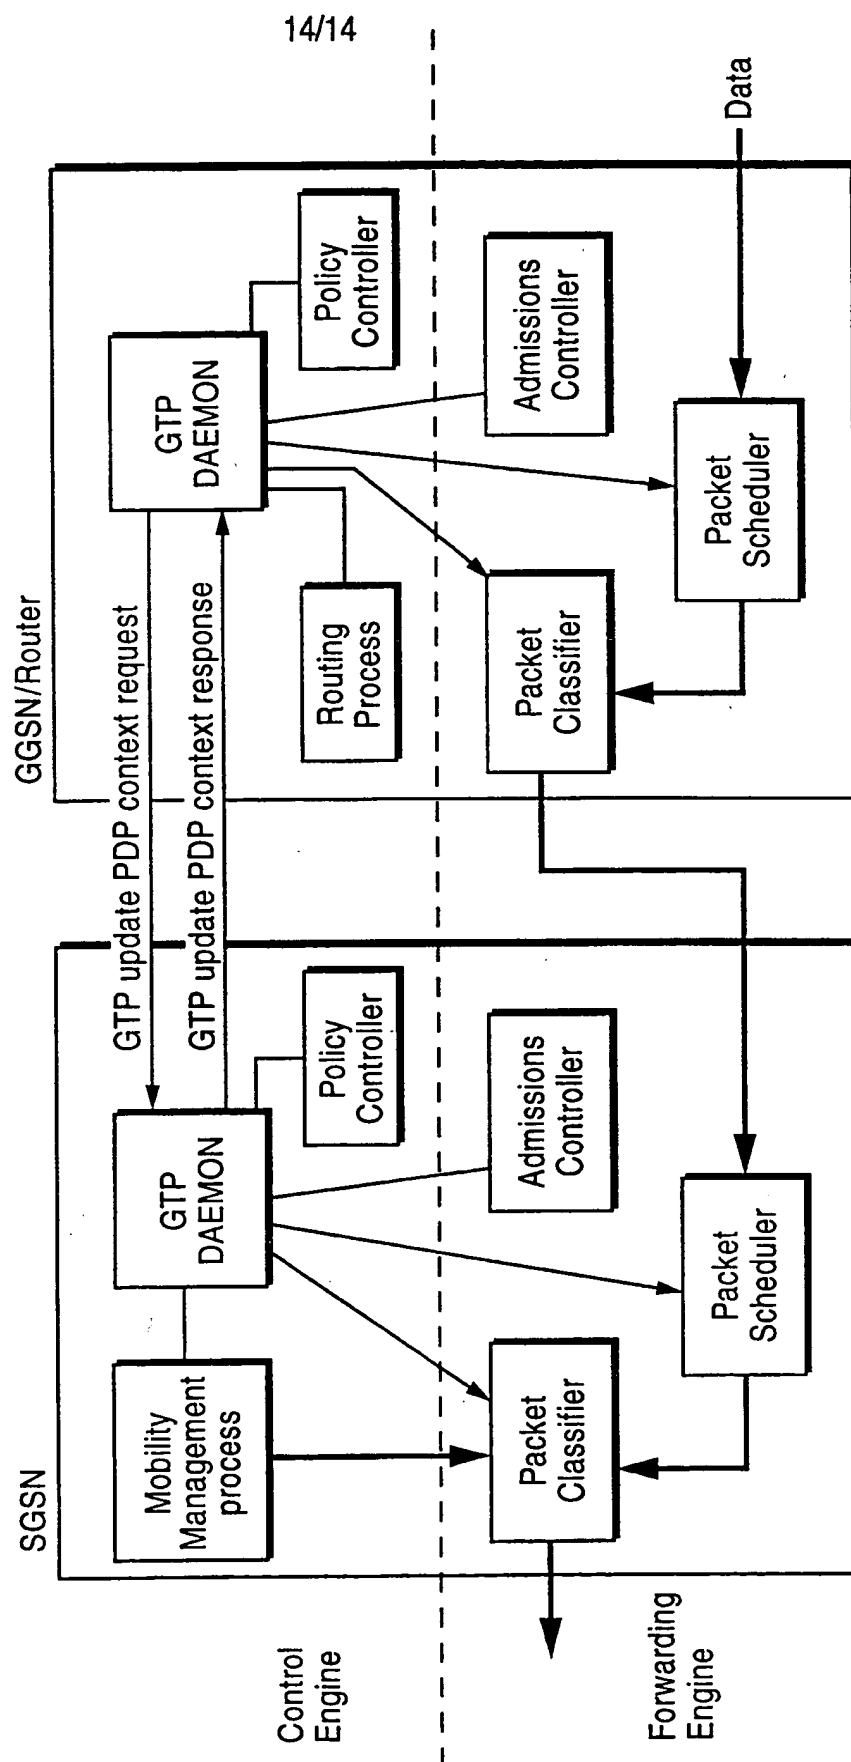 14/14
SGSN
GGSN/Router
Mobility
Management
process
GTP
DAEMON
Policy
Controller
GTP update PDP context request
GTP update PDP context response
GTP
DAEMON
Policy
Controller
Routing
Process
Control
Engine
Forwarding
Engine
Packet
Classifier
Admissions
Controller
Packet
Scheduler
Packet
Classifier
Admissions
Controller
Packet
Scheduler
Data